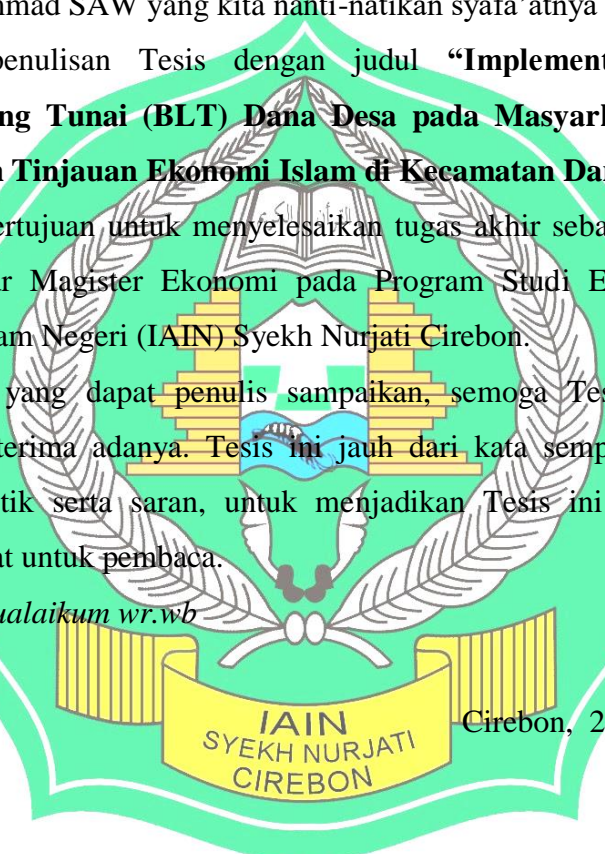 mmad SAW yang kita nanti-natikan syafa'atnya
penulisan Tesis dengan judul "Implement
ng Tunai (BLT) Dana Desa pada Masyark
Tinjauan Ekonomi Islam di Kecamatan Da
ertujuan untuk menyelesaikan tugas akhir seba
ar Magister Ekonomi pada Program Studi E
am Negeri (IAIN) Syekh Nurjati Cirebon.
yang dapat penulis sampaikan, semoga Tes
terima adanya. Tesis ini jauh dari kata semp
tik serta saran, untuk menjadikan Tesis ini
at untuk pembaca.
ualaikum wr.wb
Cirebon, 2
IAIN
SYEKH NURJATI
CIREBON